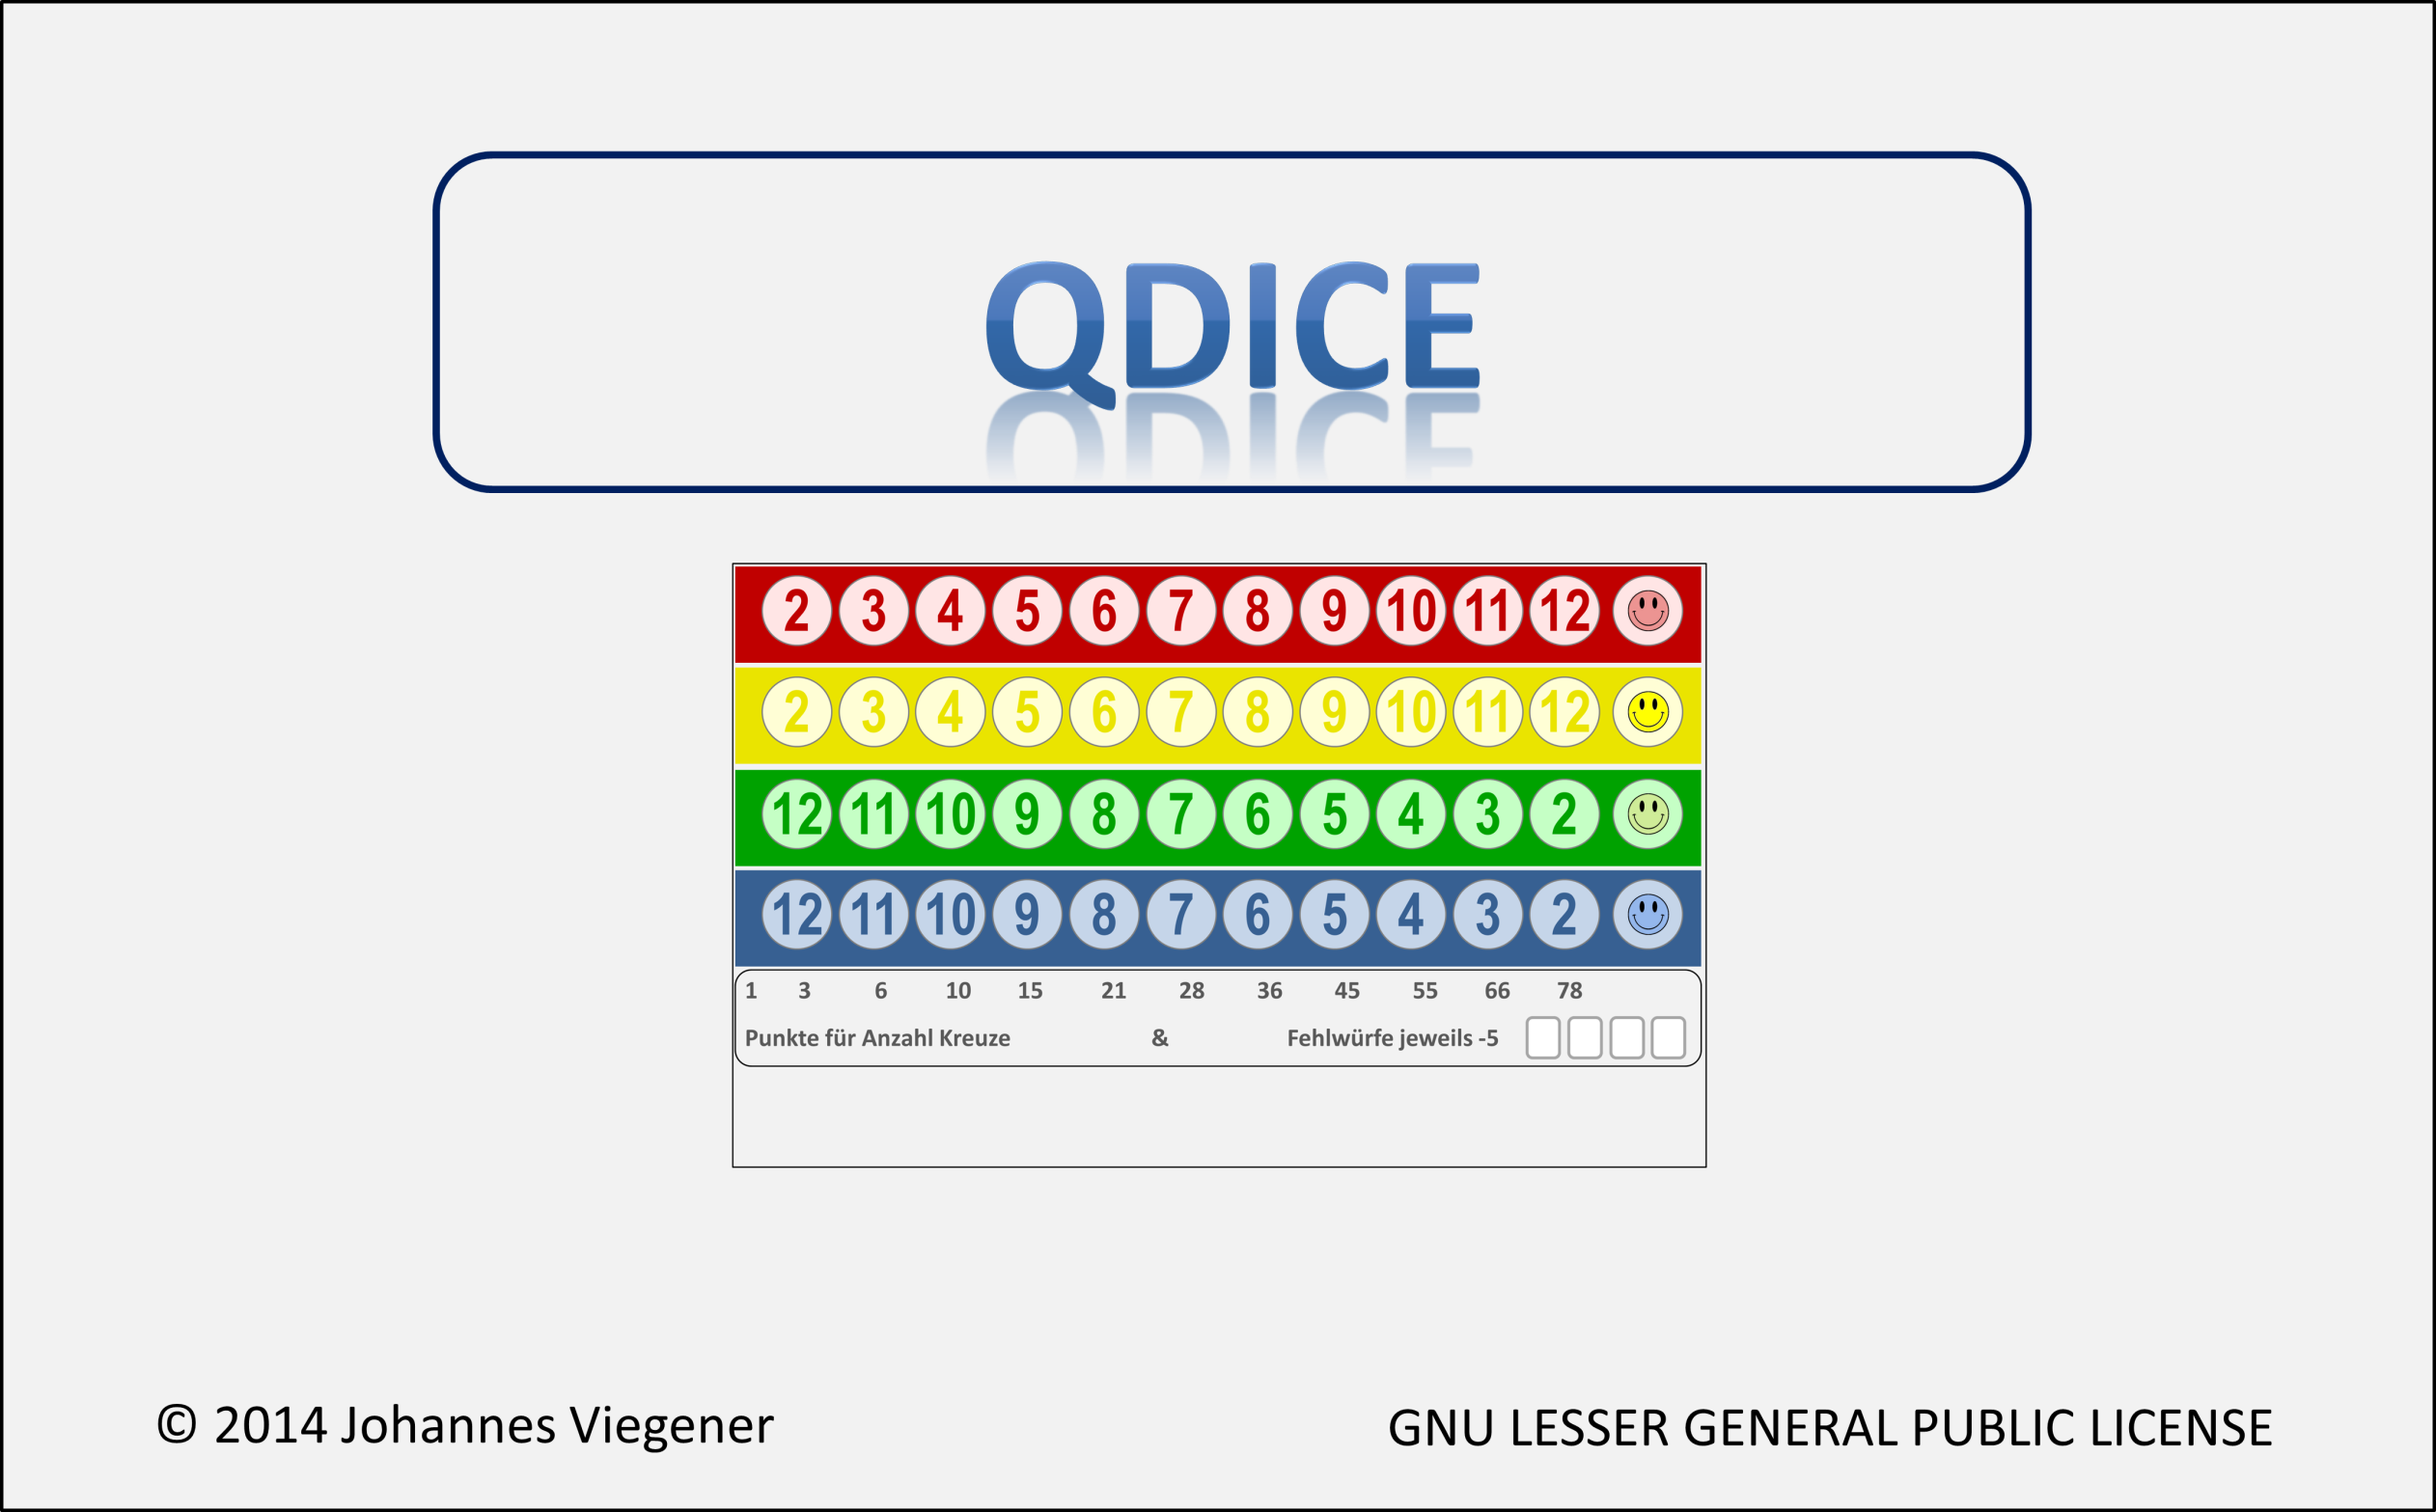 QDICE
2 3 4 5 6 7 8 9 10 11 12
2 3 4 5 6 7 8 9 10 11 12
12 11 10 9 8 7 6 5 4 3 2
12 11 10 9 8 7 6 5 4 3 2
1 3 6 10 15 21 28 36 45 55 66 78
Punkte für Anzahl Kreuze & Fehlwürfe jeweils -5
© 2014 Johannes Viegener
GNU LESSER GENERAL PUBLIC LICENSE